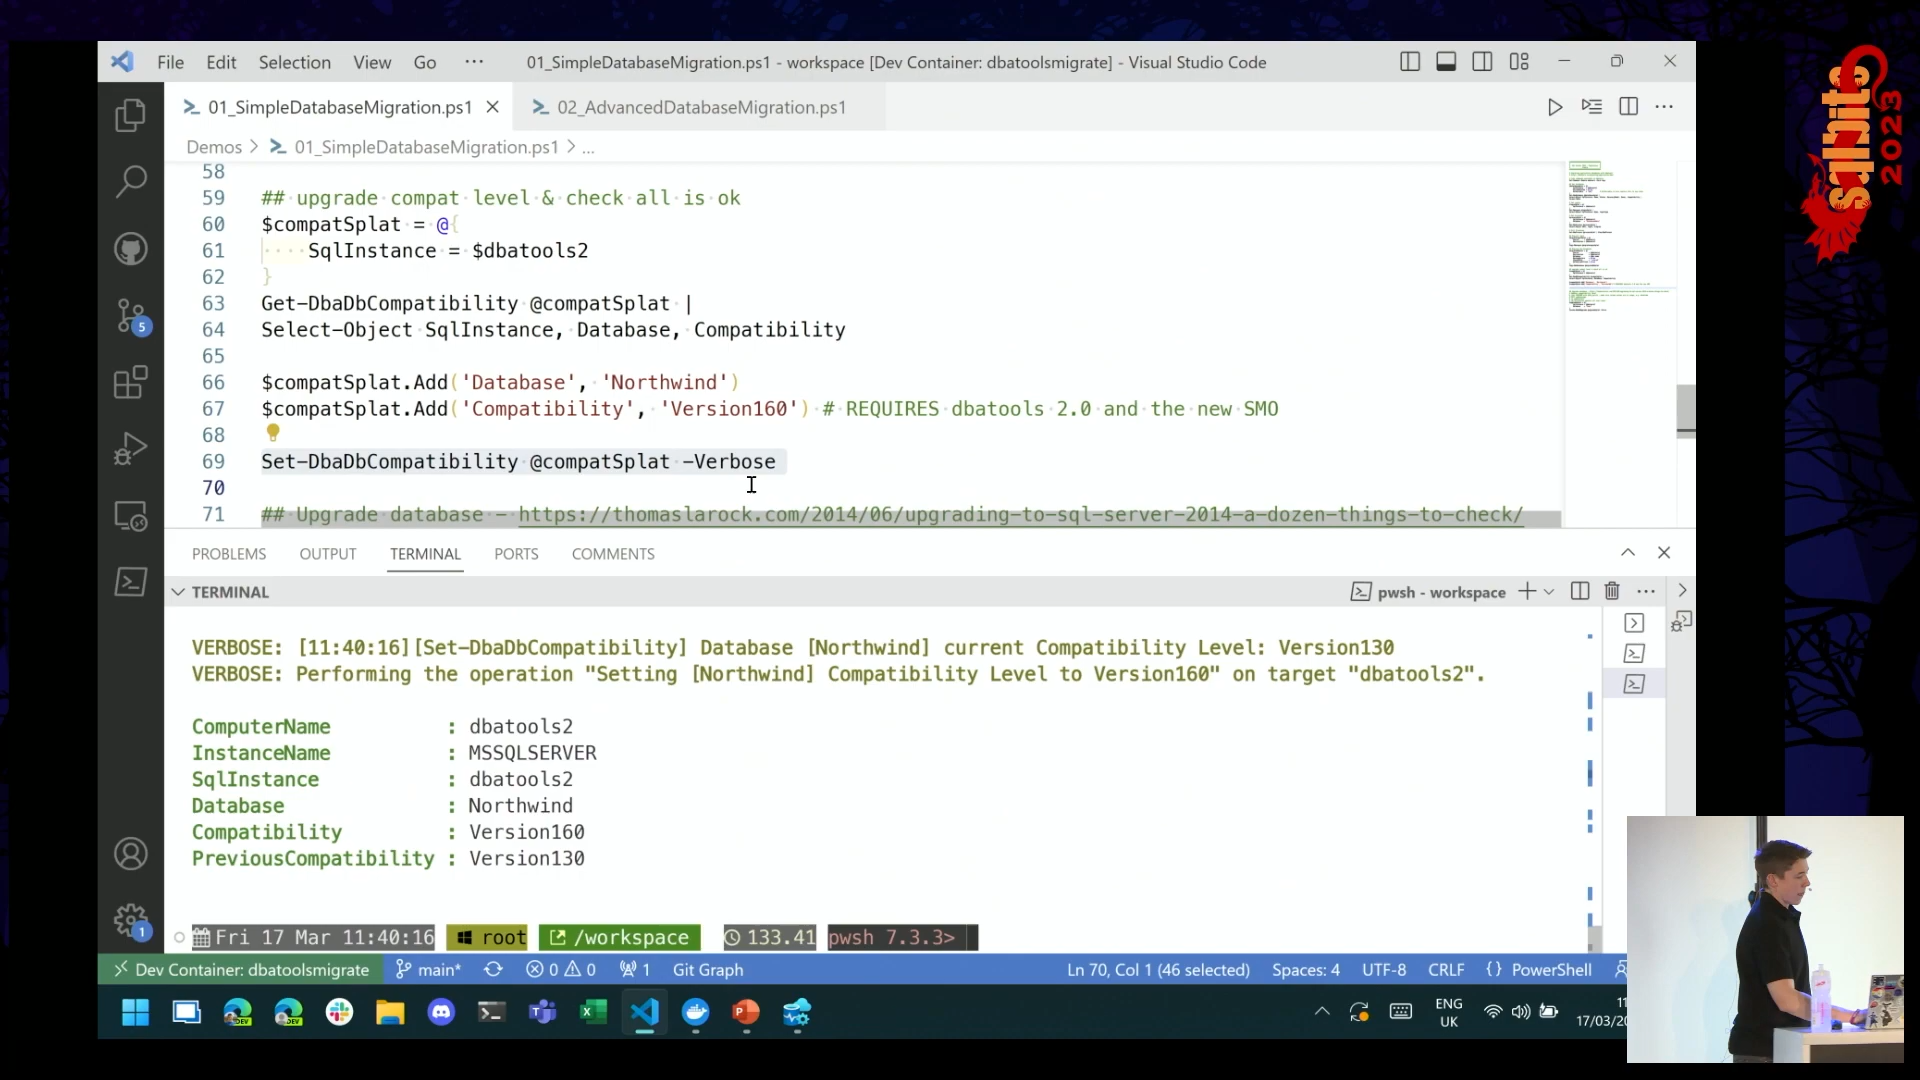 File Edit Selection View Go ··· 01_SimpleDatabaseMigration.ps1 - workspace [Dev Container: dbatoolsmigrate] - Visual Studio Code
01_SimpleDatabaseMigration.ps1 02_AdvancedDatabaseMigration.ps1
Demos > 01_SimpleDatabaseMigration.ps1 > ...
58
59 ## upgrade compat level & check all is ok
60 $compatSplat = @{
61 SqlInstance = $dbatools2
62 }
63 Get-DbaDbCompatibility @compatSplat |
64 Select-Object SqlInstance, Database, Compatibility
65
66 $compatSplat.Add('Database', 'Northwind')
67 $compatSplat.Add('Compatibility', 'Version160') # REQUIRES dbatools 2.0 and the new SMO
68
69 Set-DbaDbCompatibility @compatSplat -Verbose
70
71 ## Upgrade database - https://thomaslarock.com/2014/06/upgrading-to-sql-server-2014-a-dozen-things-to-check/
PROBLEMS OUTPUT TERMINAL PORTS COMMENTS
TERMINAL pwsh - workspace
VERBOSE: [11:40:16][Set-DbaDbCompatibility] Database [Northwind] current Compatibility Level: Version130
VERBOSE: Performing the operation "Setting [Northwind] Compatibility Level to Version160" on target "dbatools2".
ComputerName : dbatools2
InstanceName : MSSQLSERVER
SqlInstance : dbatools2
Database : Northwind
Compatibility : Version160
PreviousCompatibility : Version130
Fri 17 Mar 11:40:16 root /workspace 133.41 pwsh 7.3.3>
Dev Container: dbatoolsmigrate main* 0 0 1 Git Graph Ln 70, Col 1 (46 selected) Spaces: 4 UTF-8 CRLF {} PowerShell
5
1
DEV DEV
ENG
UK
11
17/03/20
sqlbits
2023